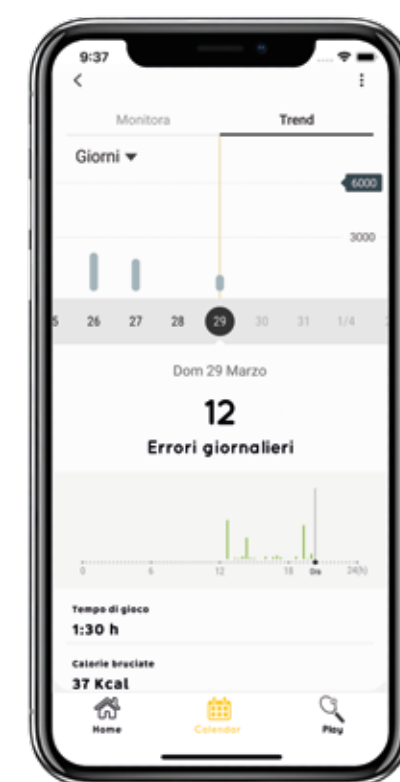 9:37
Monitora Trend
Giorni
6000
3000
26 27 28 29 30 31 1/4
Dom 29 Marzo
12
Errori giornalieri
0 6 12 18 Ora 24(h)
Tempo di gioco
1:30 h
Calorie bruciate
37 Kcal
Home Calendar Play